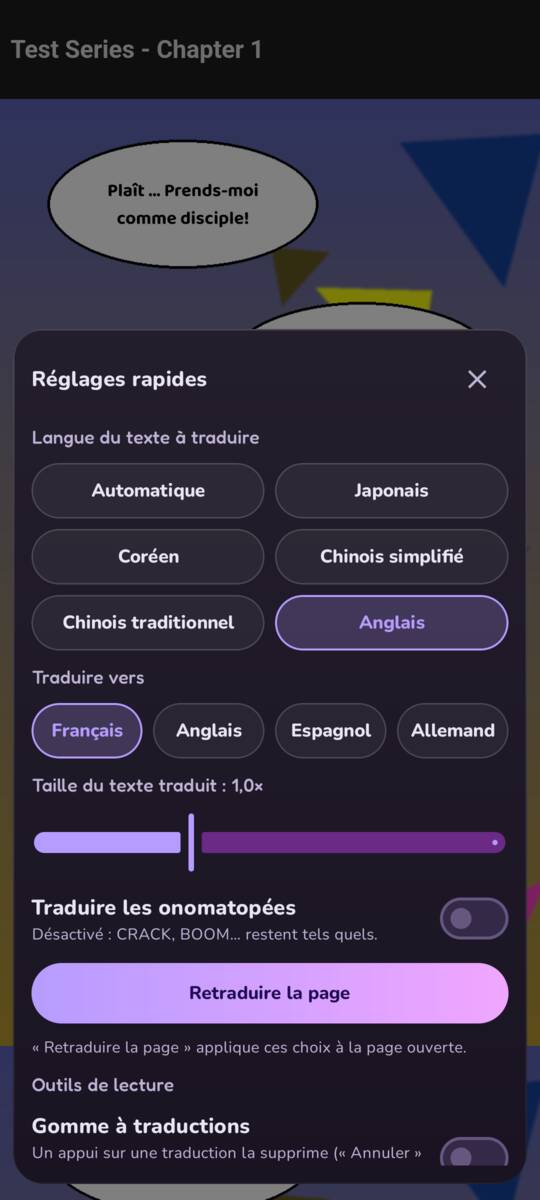 Test Series - Chapter 1
Plaît ... Prends-moi
comme disciple!
Réglages rapides
Langue du texte à traduire
Automatique
Japonais
Coréen
Chinois simplifié
Chinois traditionnel
Anglais
Traduire vers
Français
Anglais
Espagnol
Allemand
Taille du texte traduit : 1,0×
Traduire les onomatopées
Désactivé : CRACK, BOOM… restent tels quels.
Retraduire la page
« Retraduire la page » applique ces choix à la page ouverte.
Outils de lecture
Gomme à traductions
Un appui sur une traduction la supprime (« Annuler »